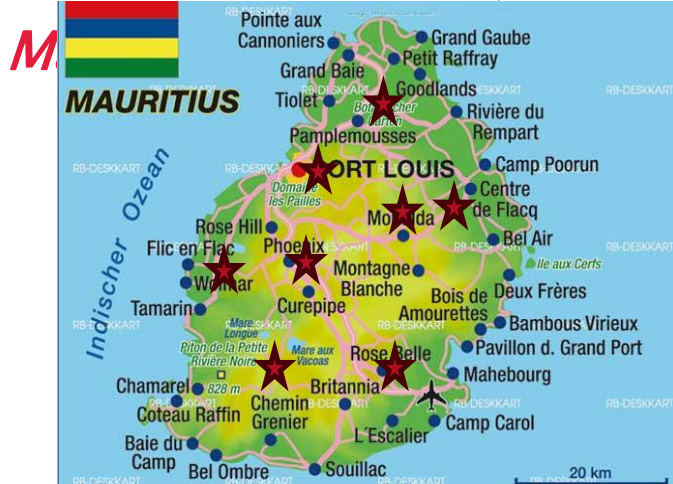 MAURITIUS
Pointe aux
Cannoniers
Grand Gaube
Grand Baie
Petit Raffray
Goodlands
Tiolet
Rivière du
Rempart
Pamplemousses
RB-DESKKART
Camp Poorun
Domaine
les Pailles
Centre
de Flacq
Rose Hill
Flic en Flac
Phoenix
Bel Air
Ile aux Cerfs
Montagne
Blanche
Curepipe
Deux Frères
Bois de
Amourettes
Tamarin
Indischer Ozean
Bambous Virieux
Mare
Longue
Mare aux
Vacoas
Piton de la Petite
Rivière Noire
828 m
Pavillon d. Grand Port
Mahebourg
Chamarel
Coteau Raffin
Chemin
Grenier
Britannia
L'Escalier
Camp Carol
Baie du
Camp
Bel Ombre
Souillac
20 km